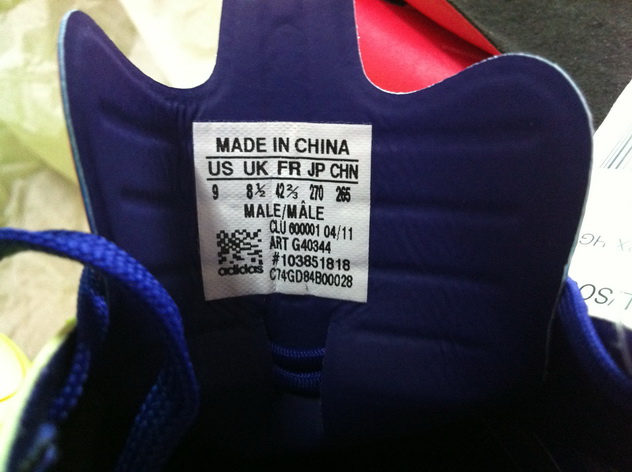 MADE IN CHINA
US UK FR JP CHN
9 8½ 42⅔ 270 265
MALE/MÂLE
CLU 600001 04/11
ART G40344
#103851818
adidas
C74GD84B00028